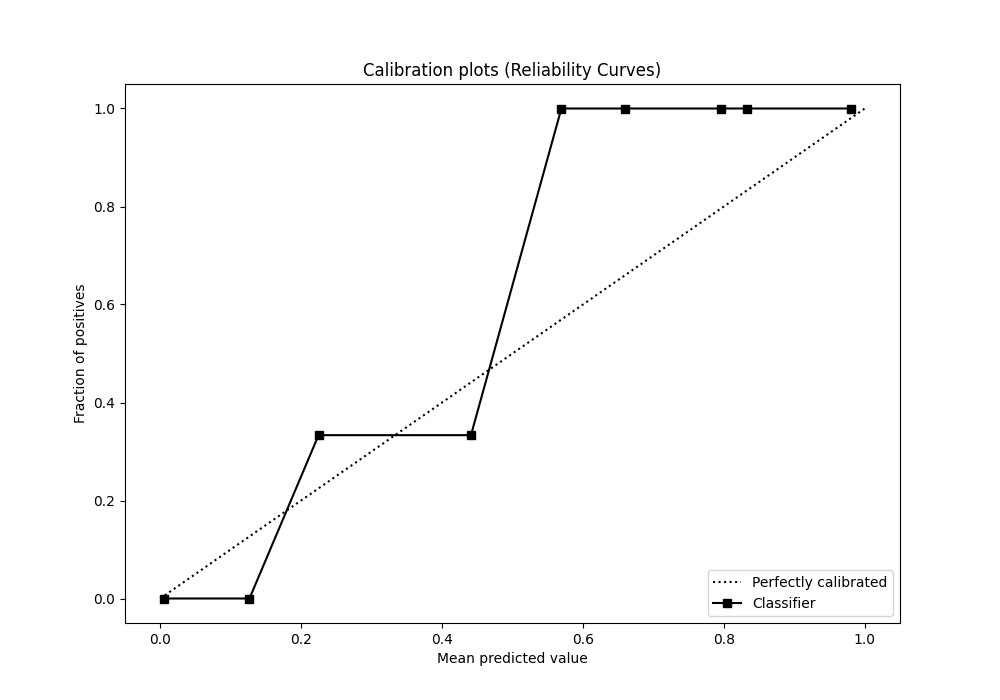 Calibration plots (Reliability Curves)
Fraction of positives
1.0
0.8
0.6
0.4
0.2
0.0
0.0 0.2 0.4 0.6 0.8 1.0
Mean predicted value
Perfectly calibrated
Classifier